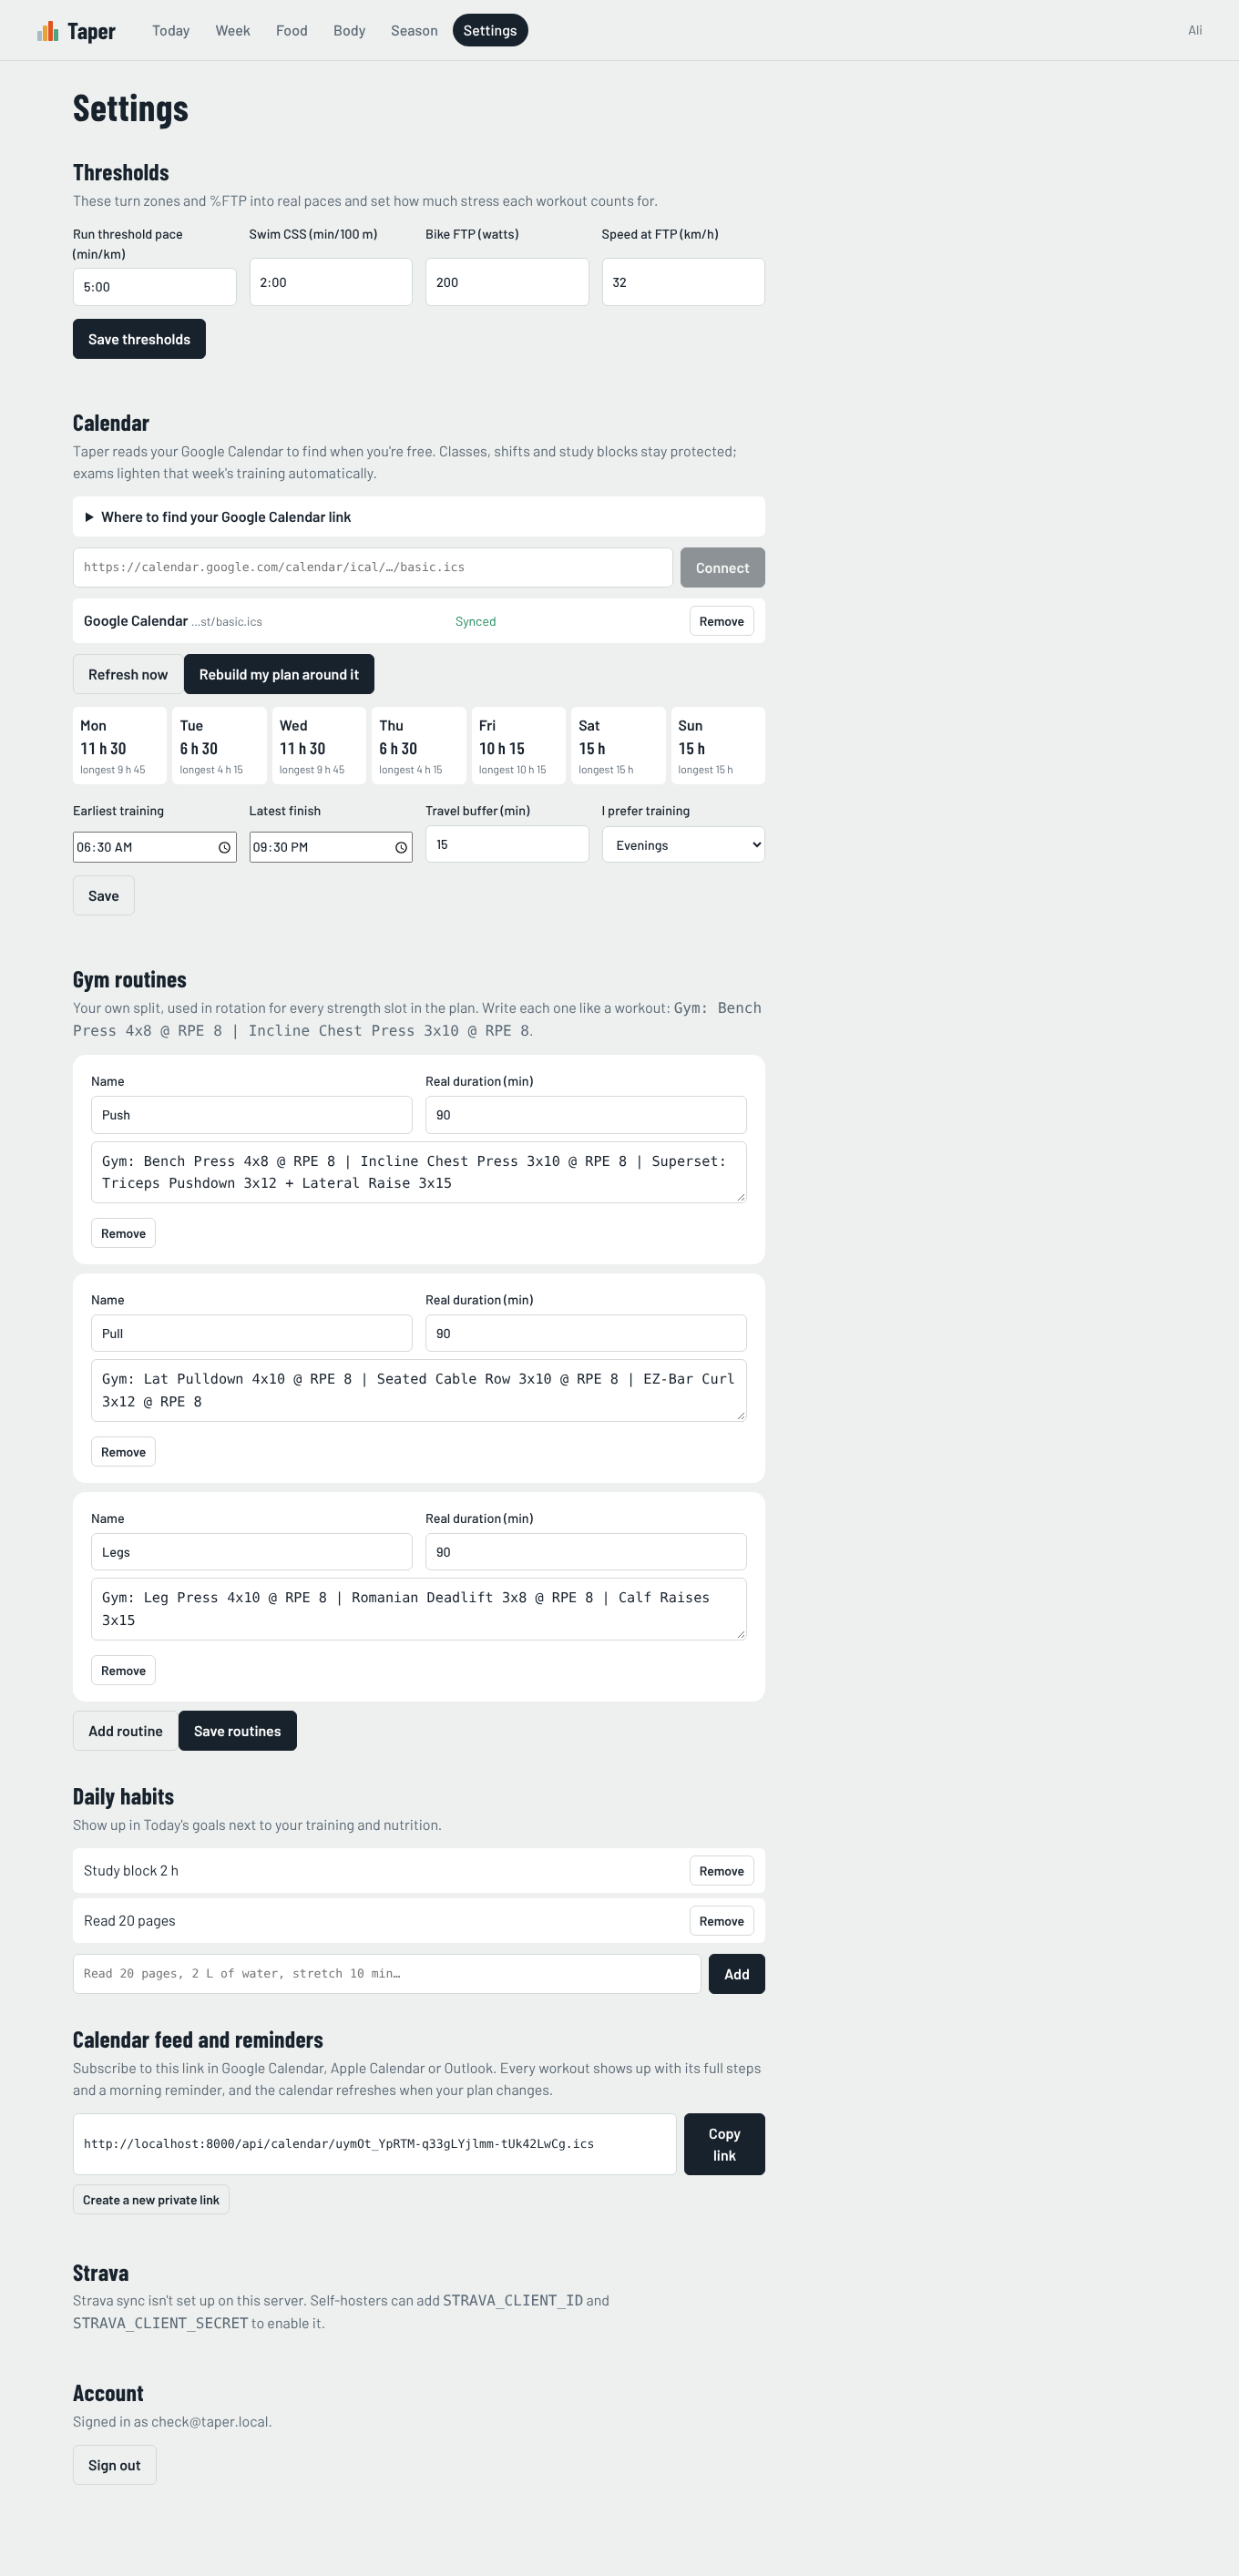 Taper Today Week Food Body Season Settings Ali
Settings
Thresholds
These turn zones and %FTP into real paces and set how much stress each workout counts for.
Run threshold pace
(min/km)
Swim CSS (min/100 m)
Bike FTP (watts)
Speed at FTP (km/h)
5:00
2:00
200
32
Save thresholds
Calendar
Taper reads your Google Calendar to find when you're free. Classes, shifts and study blocks stay protected;
exams lighten that week's training automatically.
Where to find your Google Calendar link
https://calendar.google.com/calendar/ical/…/basic.ics Connect
Google Calendar …st/basic.ics Synced Remove
Refresh now Rebuild my plan around it
Mon Tue Wed Thu Fri Sat Sun
11 h 30 6 h 30 11 h 30 6 h 30 10 h 15 15 h 15 h
longest 9 h 45 longest 4 h 15 longest 9 h 45 longest 4 h 15 longest 10 h 15 longest 15 h longest 15 h
Earliest training Latest finish Travel buffer (min) I prefer training
06:30 AM 09:30 PM 15 Evenings
Save
Gym routines
Your own split, used in rotation for every strength slot in the plan. Write each one like a workout: Gym: Bench
Press 4x8 @ RPE 8 | Incline Chest Press 3x10 @ RPE 8.
Name Real duration (min)
Push 90
Gym: Bench Press 4x8 @ RPE 8 | Incline Chest Press 3x10 @ RPE 8 | Superset:
Triceps Pushdown 3x12 + Lateral Raise 3x15
Remove
Name Real duration (min)
Pull 90
Gym: Lat Pulldown 4x10 @ RPE 8 | Seated Cable Row 3x10 @ RPE 8 | EZ-Bar Curl
3x12 @ RPE 8
Remove
Name Real duration (min)
Legs 90
Gym: Leg Press 4x10 @ RPE 8 | Romanian Deadlift 3x8 @ RPE 8 | Calf Raises
3x15
Remove
Add routine Save routines
Daily habits
Show up in Today's goals next to your training and nutrition.
Study block 2 h Remove
Read 20 pages Remove
Read 20 pages, 2 L of water, stretch 10 min… Add
Calendar feed and reminders
Subscribe to this link in Google Calendar, Apple Calendar or Outlook. Every workout shows up with its full steps
and a morning reminder, and the calendar refreshes when your plan changes.
http://localhost:8000/api/calendar/uymOt_YpRTM-q33gLYjlmm-tUk42LwCg.ics
Copy
link
Create a new private link
Strava
Strava sync isn't set up on this server. Self-hosters can add STRAVA_CLIENT_ID and
STRAVA_CLIENT_SECRET to enable it.
Account
Signed in as check@taper.local.
Sign out